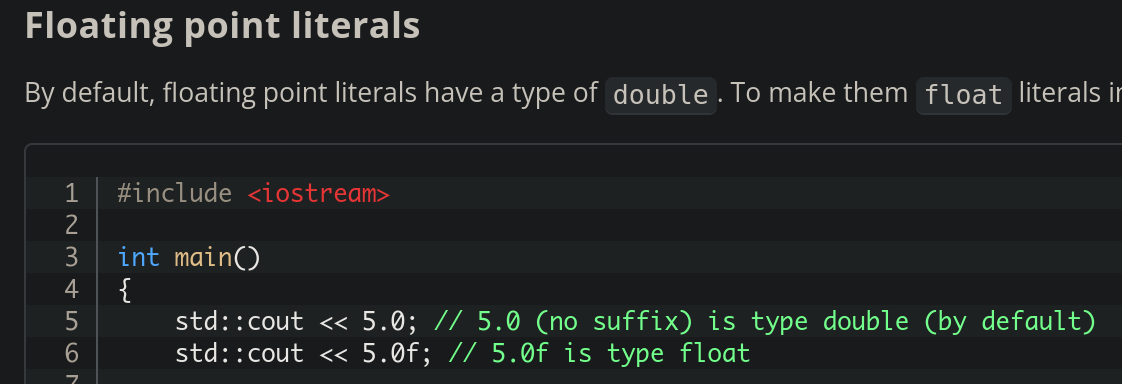 Floating point literals
By default, floating point literals have a type of double. To make them float literals
1 #include <iostream>
2
3 int main()
4 {
5 std::cout << 5.0; // 5.0 (no suffix) is type double (by default)
6 std::cout << 5.0f; // 5.0f is type float
7